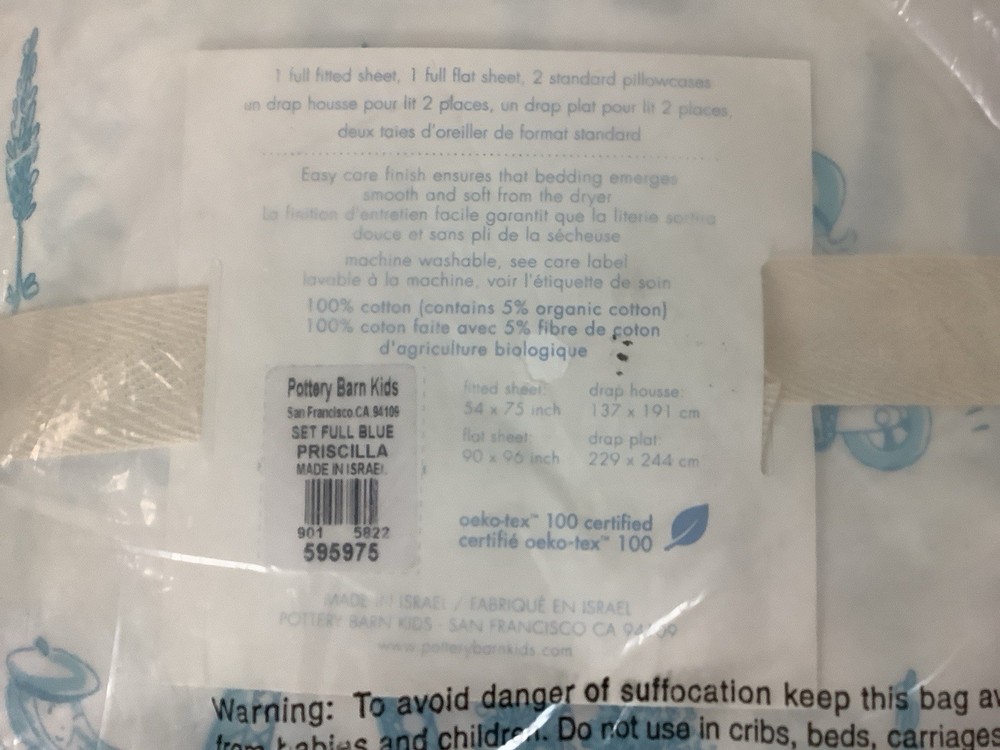 1 full fitted sheet, 1 full flat sheet, 2 standard pillowcases
un drap housse pour lit 2 places, un drap plat pour lit 2 places,
deux taies d'oreiller de format standard
Easy care finish ensures that bedding emerges
smooth and soft from the dryer
La finition d'entretien facile garantit que la literie sortira
douce et sans pli de la sécheuse
machine washable, see care label
lavable à la machine, voir l'étiquette de soin
100% cotton (contains 5% organic cotton)
100% coton faite avec 5% fibre de coton
d'agriculture biologique
Pottery Barn Kids
San Francisco CA 94109
SET FULL BLUE
PRISCILLA
MADE IN ISRAEL
901 5822
595975
fitted sheet: drap housse:
54 x 75 inch 137 x 191 cm
flat sheet: drap plat:
90 x 96 inch 229 x 244 cm
oeko-tex™ 100 certified
certifié oeko-tex™ 100
MADE IN ISRAEL / FABRIQUÉ EN ISRAEL
POTTERY BARN KIDS · SAN FRANCISCO CA 94109
www.potterybarnkids.com
Warning: To avoid danger of suffocation keep this bag aw
from babies and children. Do not use in cribs, beds, carriages